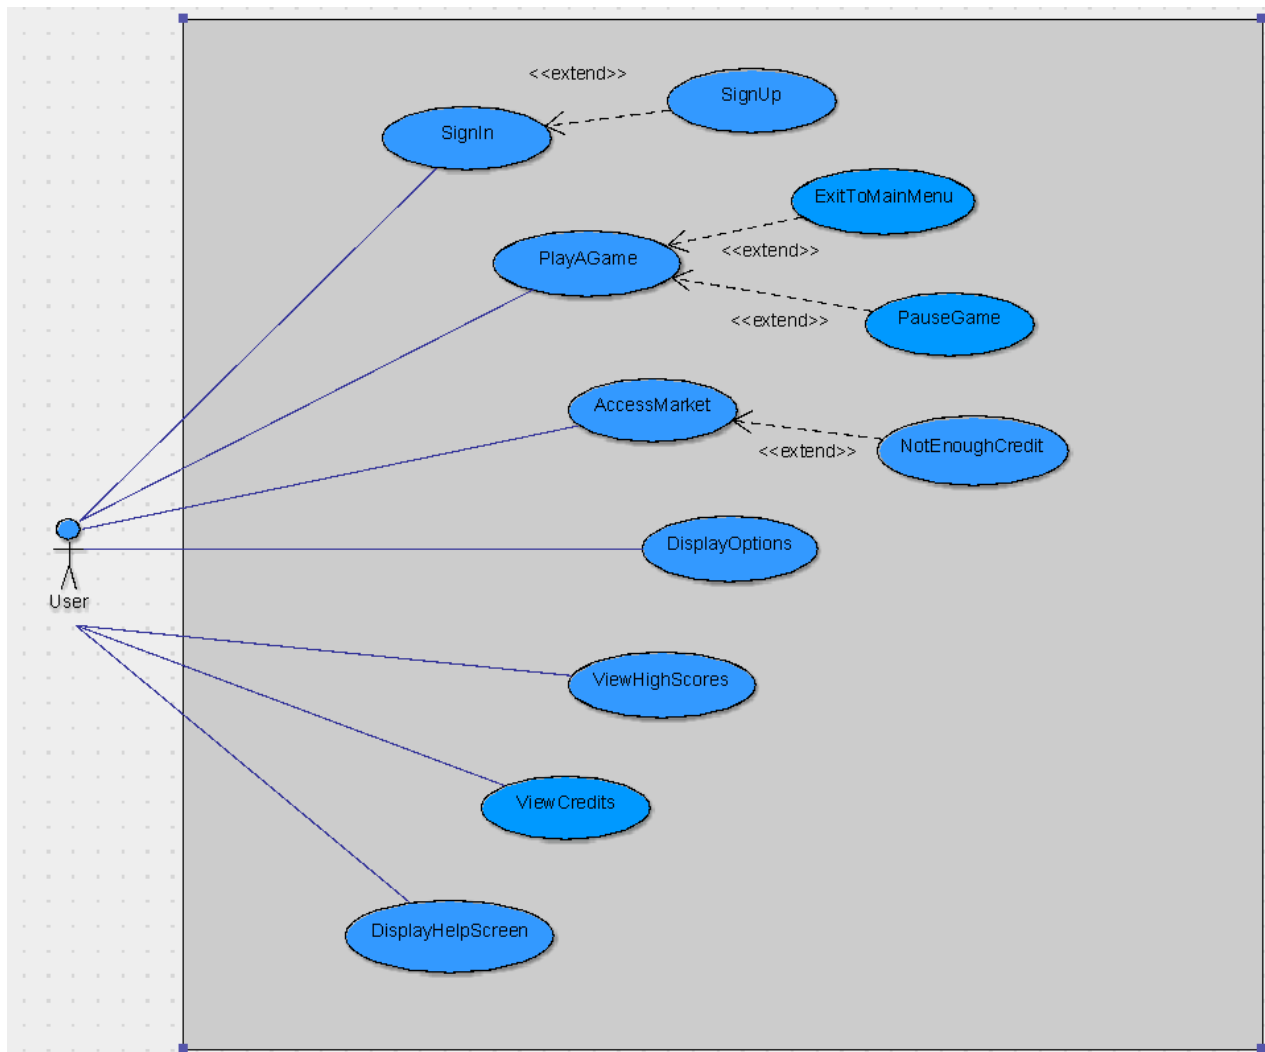 <<extend>>
SignUp
SignIn
ExitToMainMenu
<<extend>>
PlayAGame
<<extend>>
PauseGame
AccessMarket
<<extend>>
NotEnoughCredit
DisplayOptions
User
ViewHighScores
ViewCredits
DisplayHelpScreen